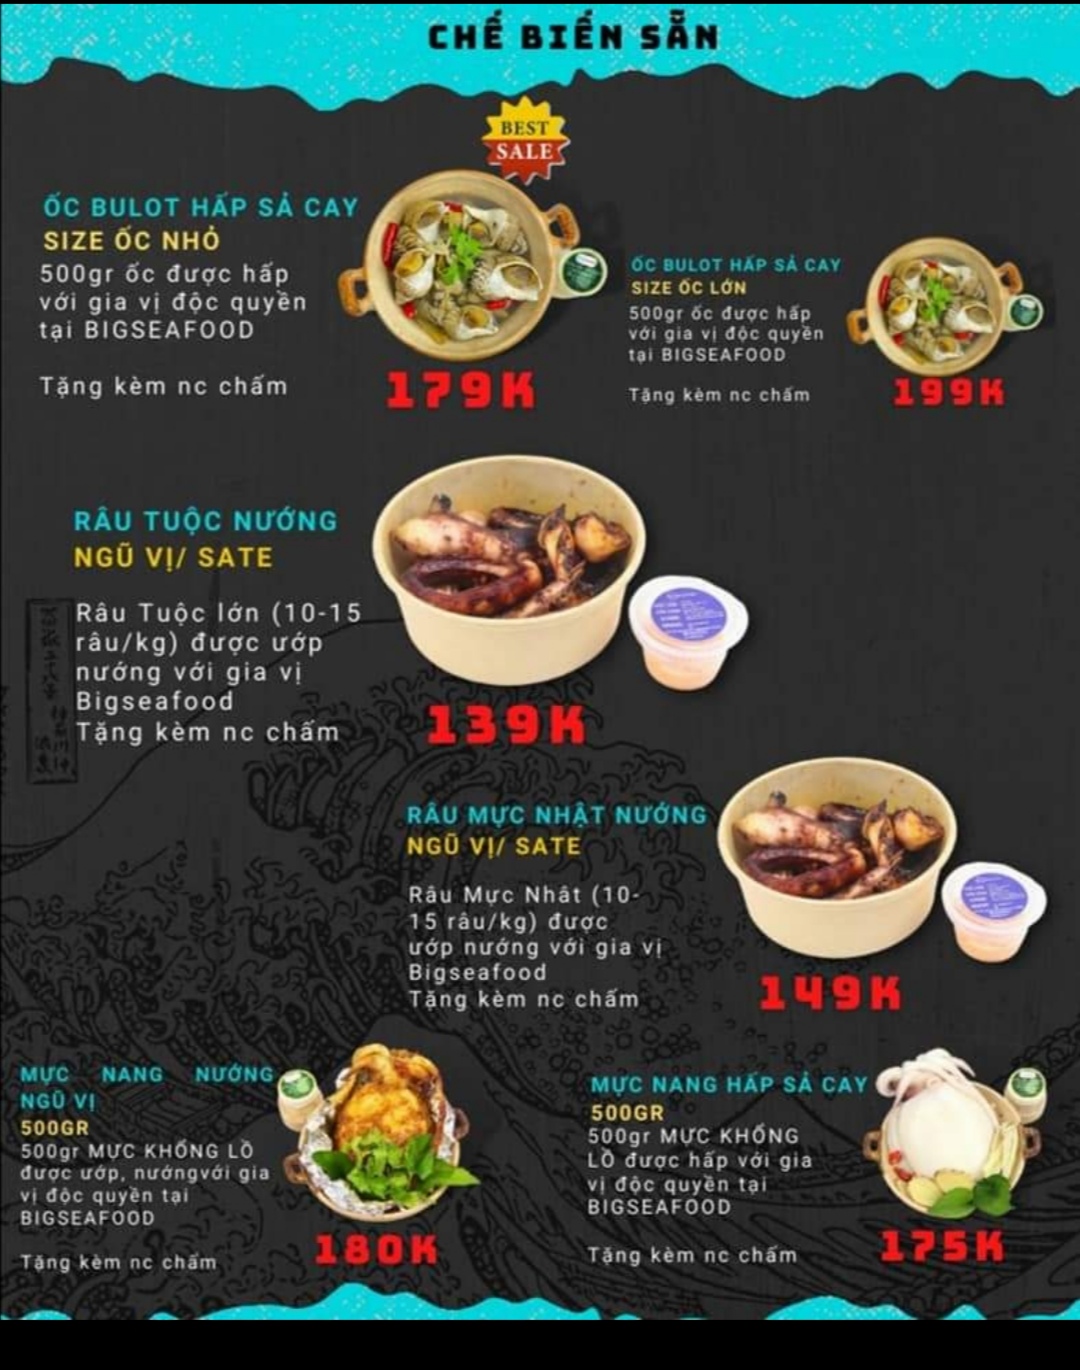 CHẾ BIẾN SẴN
BEST
SALE
ỐC BULOT HẤP SẢ CAY
SIZE ỐC NHỎ
500gr ốc được hấp
với gia vị độc quyền
tại BIGSEAFOOD
Tặng kèm nc chấm
179K
ỐC BULOT HẤP SẢ CAY
SIZE ỐC LỚN
500gr ốc được hấp
với gia vị độc quyền
tại BIGSEAFOOD
Tặng kèm nc chấm
199K
RÂU TUỘC NƯỚNG
NGŨ VỊ/ SATE
Râu Tuộc lớn (10-15
râu/kg) được ướp
nướng với gia vị
Bigseafood
Tặng kèm nc chấm
139K
RÂU MỰC NHẬT NƯỚNG
NGŨ VỊ/ SATE
Râu Mực Nhât (10-
15 râu/kg) được
ướp nướng với gia vị
Bigseafood
Tặng kèm nc chấm
149K
MỰC NANG NƯỚNG
NGŨ VỊ
500GR
500gr MỰC KHỔNG LỒ
được ướp, nướngvới gia
vị độc quyền tại
BIGSEAFOOD
Tặng kèm nc chấm
180K
MỰC NANG HẤP SẢ CAY
500GR
500gr MỰC KHỔNG
LỒ được hấp với gia
vị độc quyền tại
BIGSEAFOOD
Tặng kèm nc chấm
175K